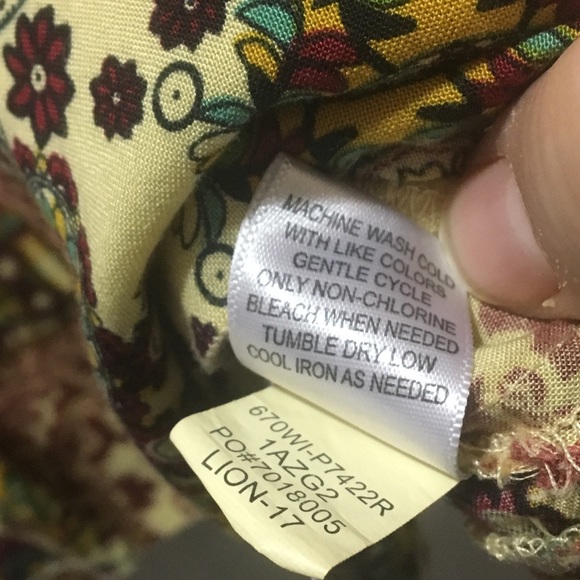 MACHINE WASH COLD
WITH LIKE COLORS
GENTLE CYCLE
ONLY NON-CHLORINE
BLEACH WHEN NEEDED
TUMBLE DRY LOW
COOL IRON AS NEEDED
670WI-P7422R
1AZG2
PO#7018005
LION-17